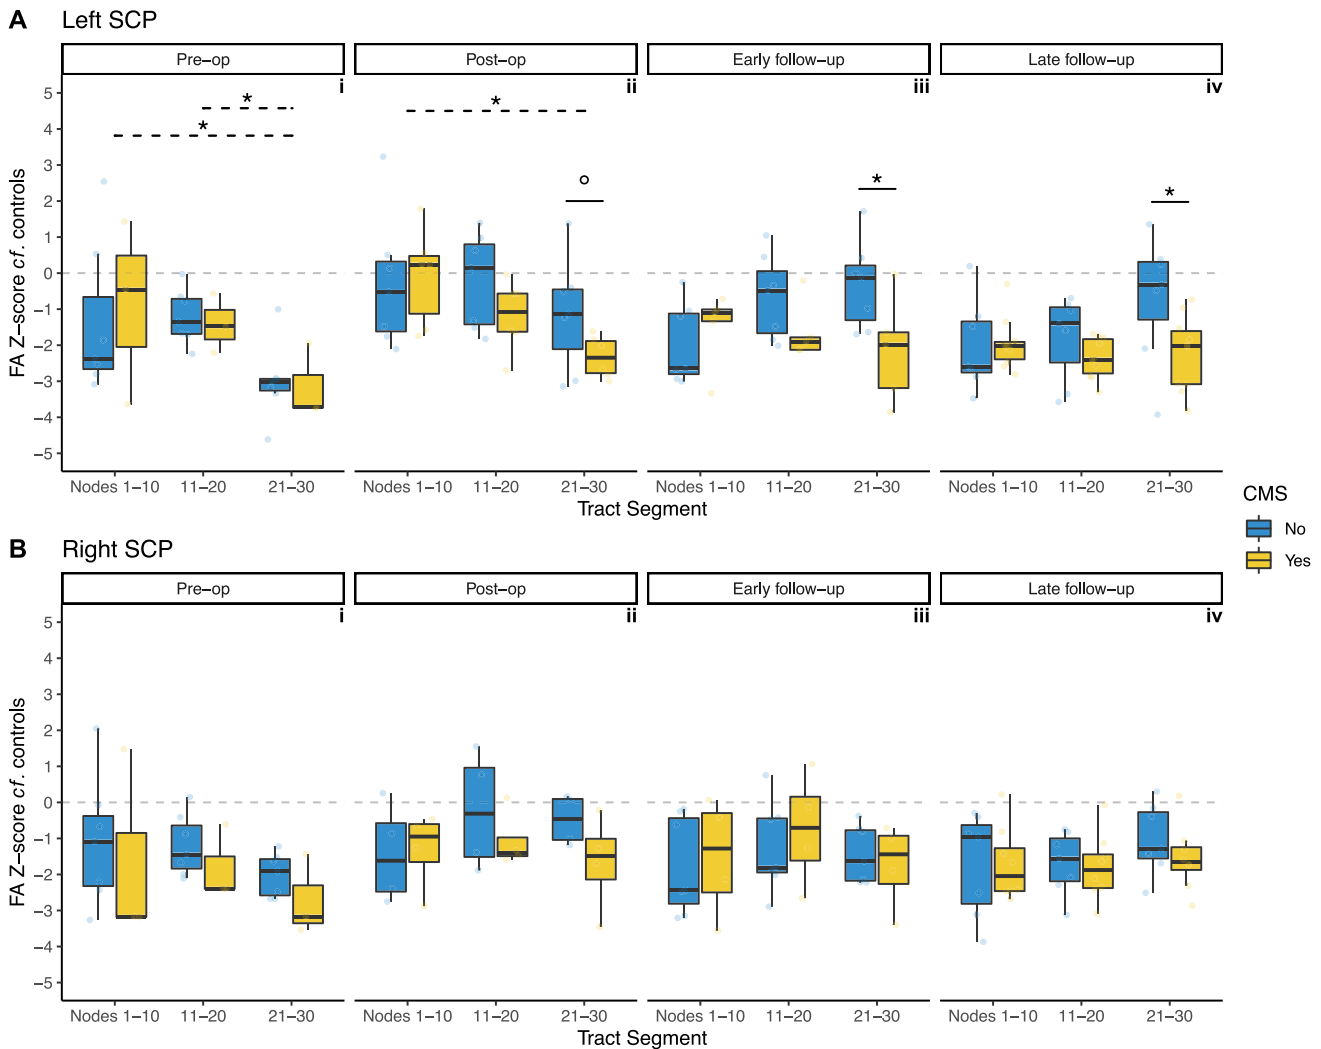 A Left SCP
Pre−op Post−op Early follow−up Late follow−up
i ii iii iv
5
4
3
2
1
0
−1
−2
−3
−4
−5
* * * ° * *
FA Z−score cf. controls
Nodes 1−10 11−20 21−30 Nodes 1−10 11−20 21−30 Nodes 1−10 11−20 21−30 Nodes 1−10 11−20 21−30
Tract Segment
CMS
No
Yes
B Right SCP
Pre−op Post−op Early follow−up Late follow−up
i ii iii iv
5
4
3
2
1
0
−1
−2
−3
−4
−5
FA Z−score cf. controls
Nodes 1−10 11−20 21−30 Nodes 1−10 11−20 21−30 Nodes 1−10 11−20 21−30 Nodes 1−10 11−20 21−30
Tract Segment